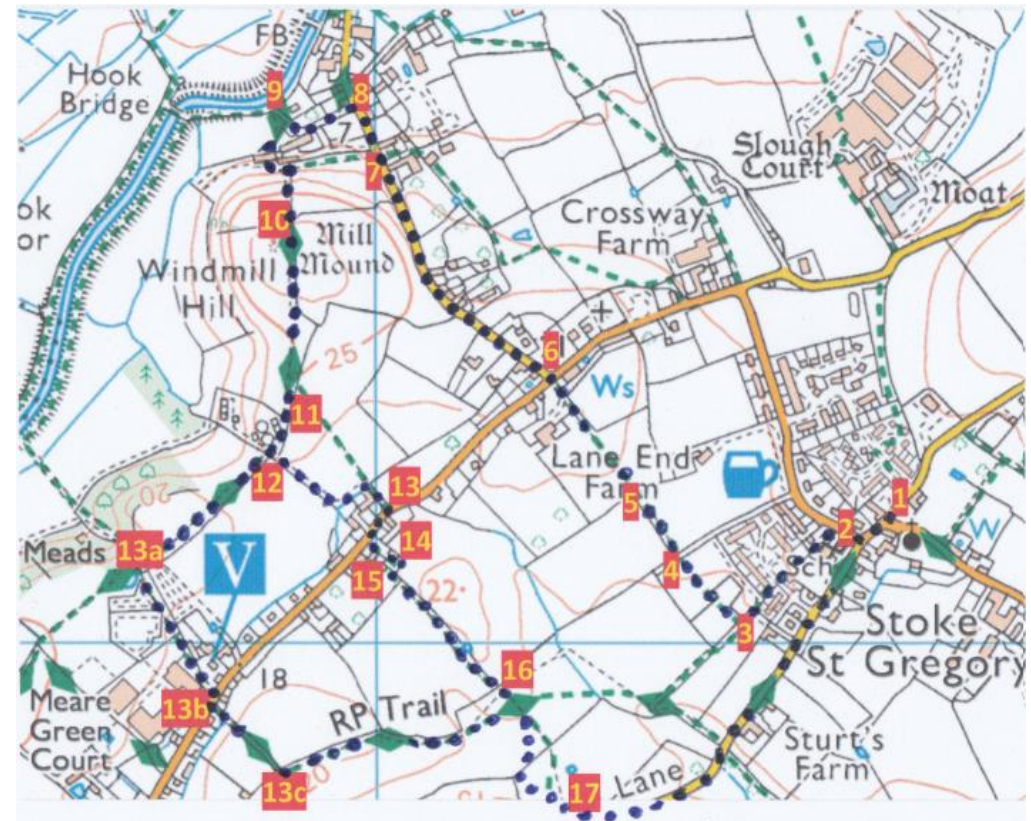 FB
Hook
Bridge
9
8
7
7
Slough
Court
Moat
ok
or
10
Mill
Mound
Windmill
Hill
Crossway
Farm
25
6
Ws
11
Lane End
Farm
5
12
13
20
1
2
W
Meads
13a
V
14
15
22
4
Sch
3
Stoke
St Gregory
16
18
13b
RP Trail
Meare
Green
Court
20
13c
15
17
Lane
Sturt's
Farm